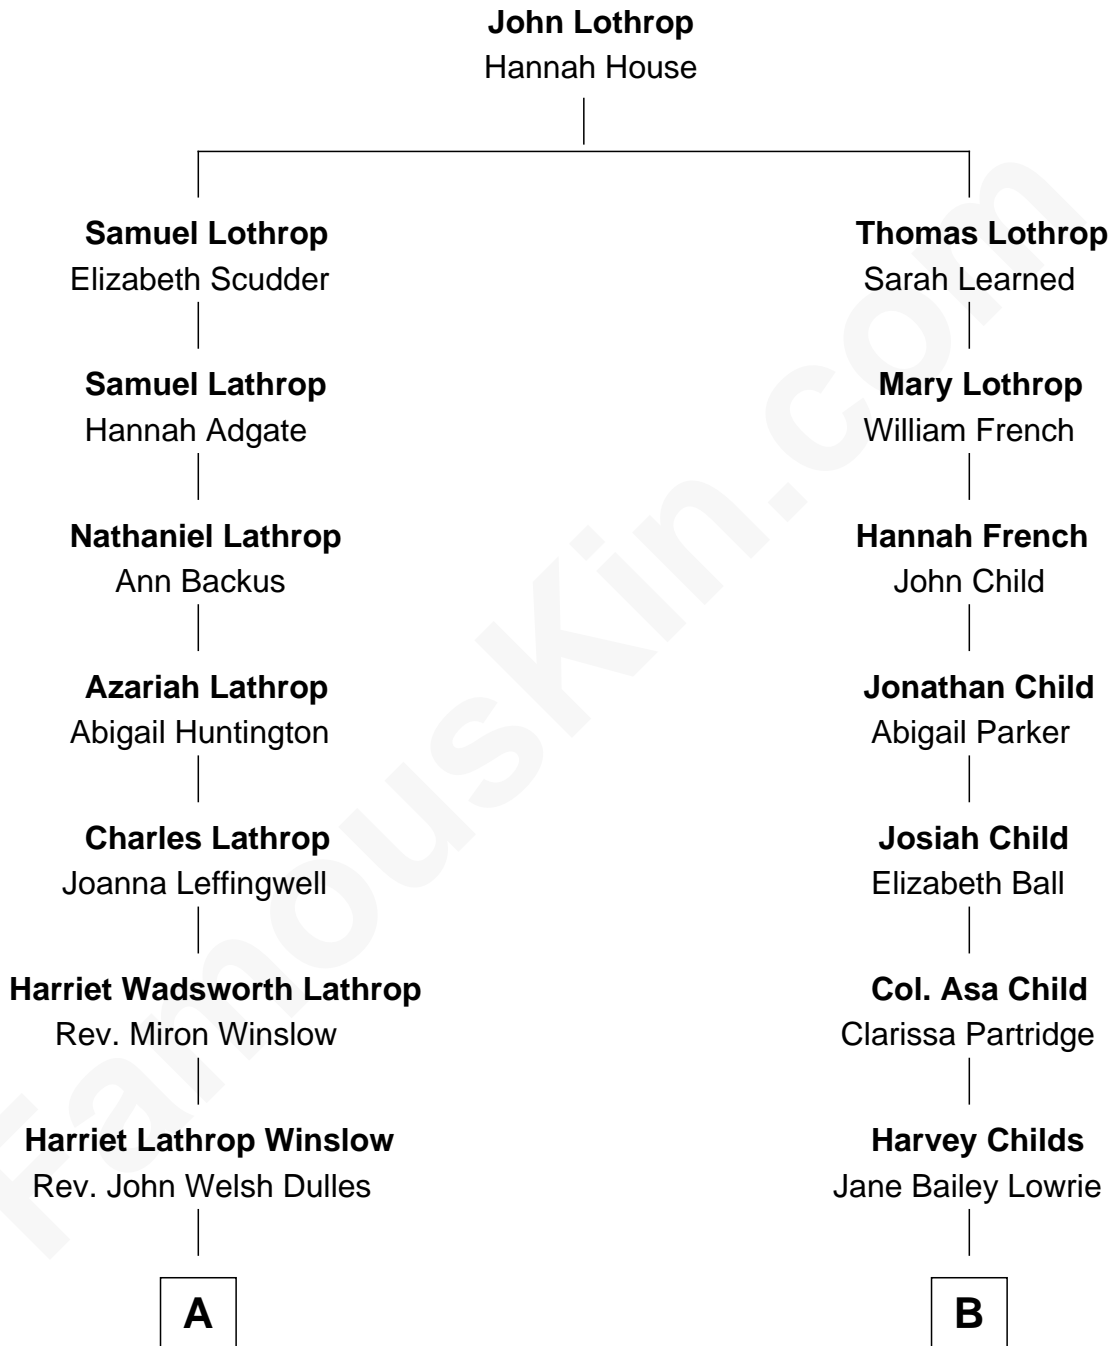 John Lothrop
Hannah House
Samuel Lothrop
Elizabeth Scudder
Thomas Lothrop
Sarah Learned
Samuel Lathrop
Hannah Adgate
Mary Lothrop
William French
Nathaniel Lathrop
Ann Backus
Hannah French
John Child
Azariah Lathrop
Abigail Huntington
Jonathan Child
Abigail Parker
Charles Lathrop
Joanna Leffingwell
Josiah Child
Elizabeth Ball
Harriet Wadsworth Lathrop
Rev. Miron Winslow
Col. Asa Child
Clarissa Partridge
Harriet Lathrop Winslow
Rev. John Welsh Dulles
Harvey Childs
Jane Bailey Lowrie
A
B
FamousKin.com